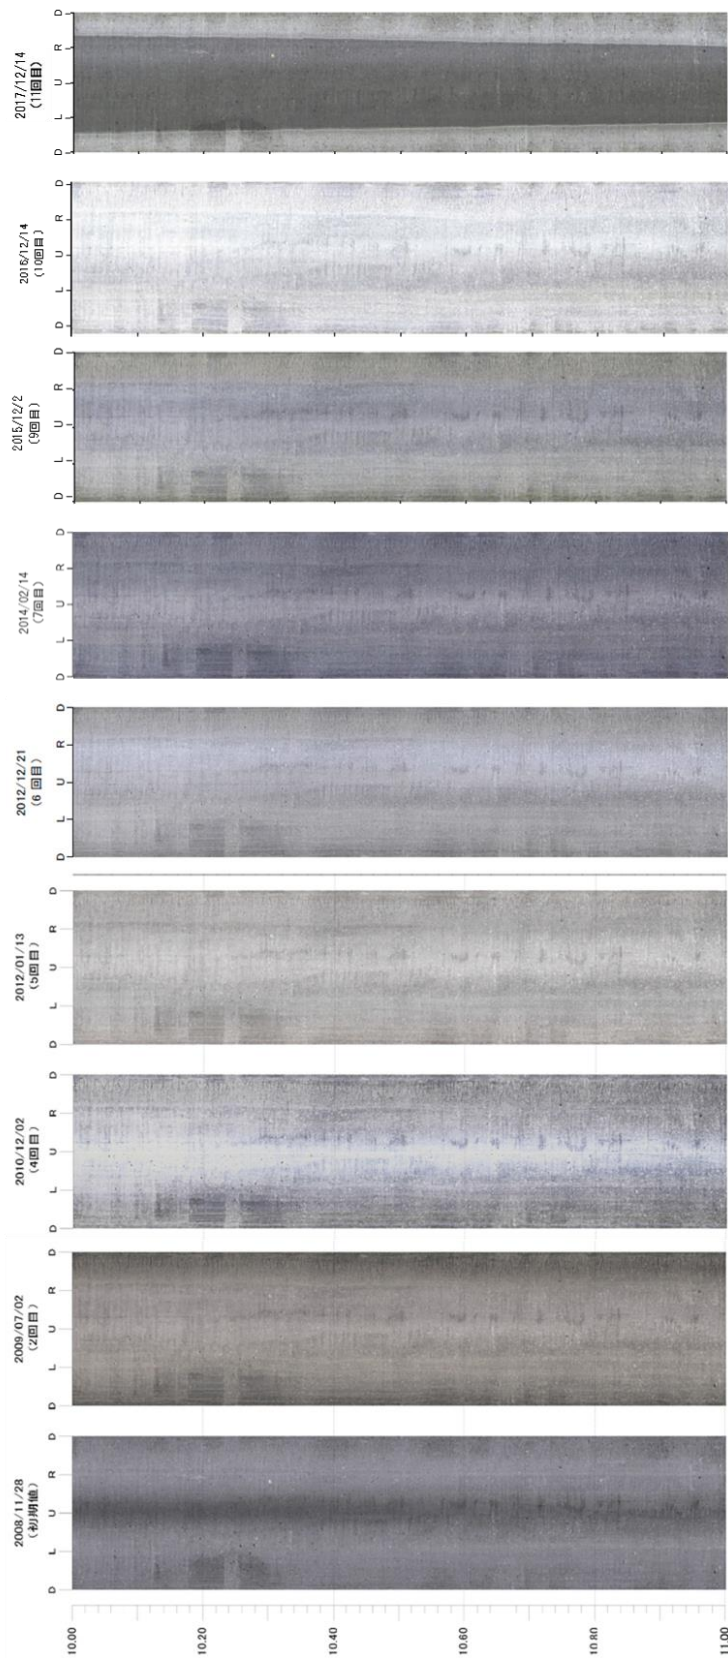 2017/12/14
(11回目)
D
R
U
L
D
2016/12/14
(10回目)
D
R
U
L
D
2015/12/2
(9回目)
D
R
U
L
D
2014/02/14
(7回目)
D
R
U
L
D
2012/12/21
(6 回目)
D
R
U
L
D
2012/01/13
(5回目)
D
R
U
L
D
2010/12/02
(4回目)
D
R
U
L
D
2009/07/02
(2回目)
D
R
U
L
D
2008/11/28
(初期値)
D
R
U
L
D
10.00
10.20
10.40
10.60
10.80
11.00